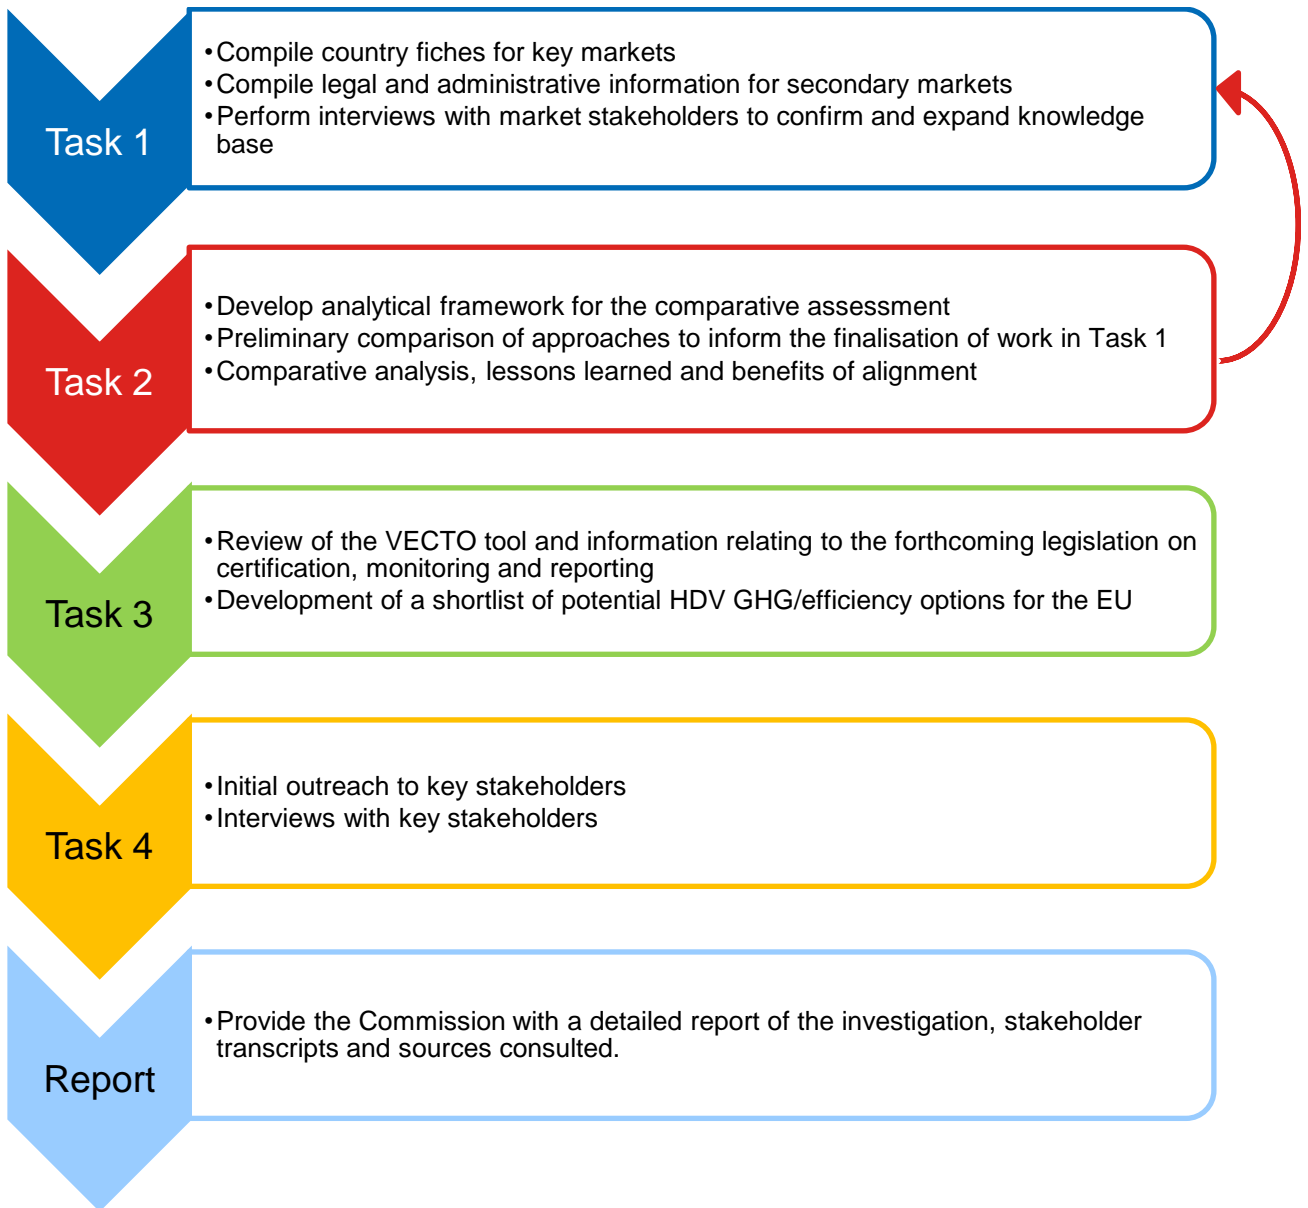 Task 1
•Compile country fiches for key markets
•Compile legal and administrative information for secondary markets
•Perform interviews with market stakeholders to confirm and expand knowledge
base
Task 2
•Develop analytical framework for the comparative assessment
•Preliminary comparison of approaches to inform the finalisation of work in Task 1
•Comparative analysis, lessons learned and benefits of alignment
Task 3
•Review of the VECTO tool and information relating to the forthcoming legislation on
certification, monitoring and reporting
•Development of a shortlist of potential HDV GHG/efficiency options for the EU
Task 4
•Initial outreach to key stakeholders
•Interviews with key stakeholders
Report
•Provide the Commission with a detailed report of the investigation, stakeholder
transcripts and sources consulted.